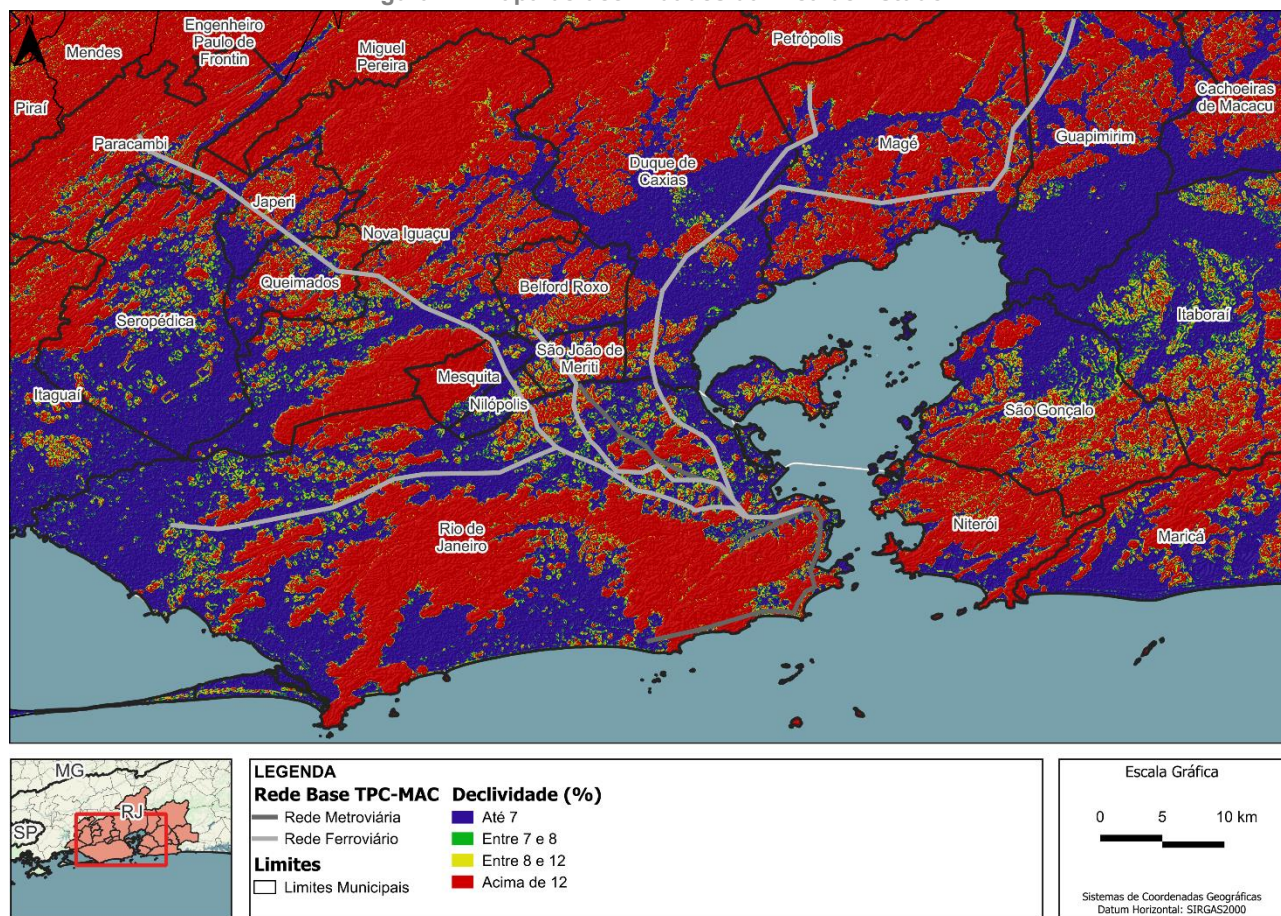 Engenheiro
Paulo de
Frontin
Mendes
Miguel
Pereira
Petrópolis
Piraí
Cachoeiras
de Macacu
Paracambi
Duque de
Caxias
Magé
Guapimirim
Japeri
Nova Iguaçu
Queimados
Belford Roxo
Seropédica
Itaboraí
São João de
Meriti
Itaguaí
Mesquita
Nilópolis
São Gonçalo
Rio de
Janeiro
Niterói
Maricá
MG
RJ
SP
LEGENDA
Rede Base TPC-MAC
Rede Metroviária
Rede Ferroviário
Limites
Limites Municipais
Declividade (%)
Até 7
Entre 7 e 8
Entre 8 e 12
Acima de 12
Escala Gráfica
0 5 10 km
Sistemas de Coordenadas Geográficas
Datum Horizontal: SIRGAS2000